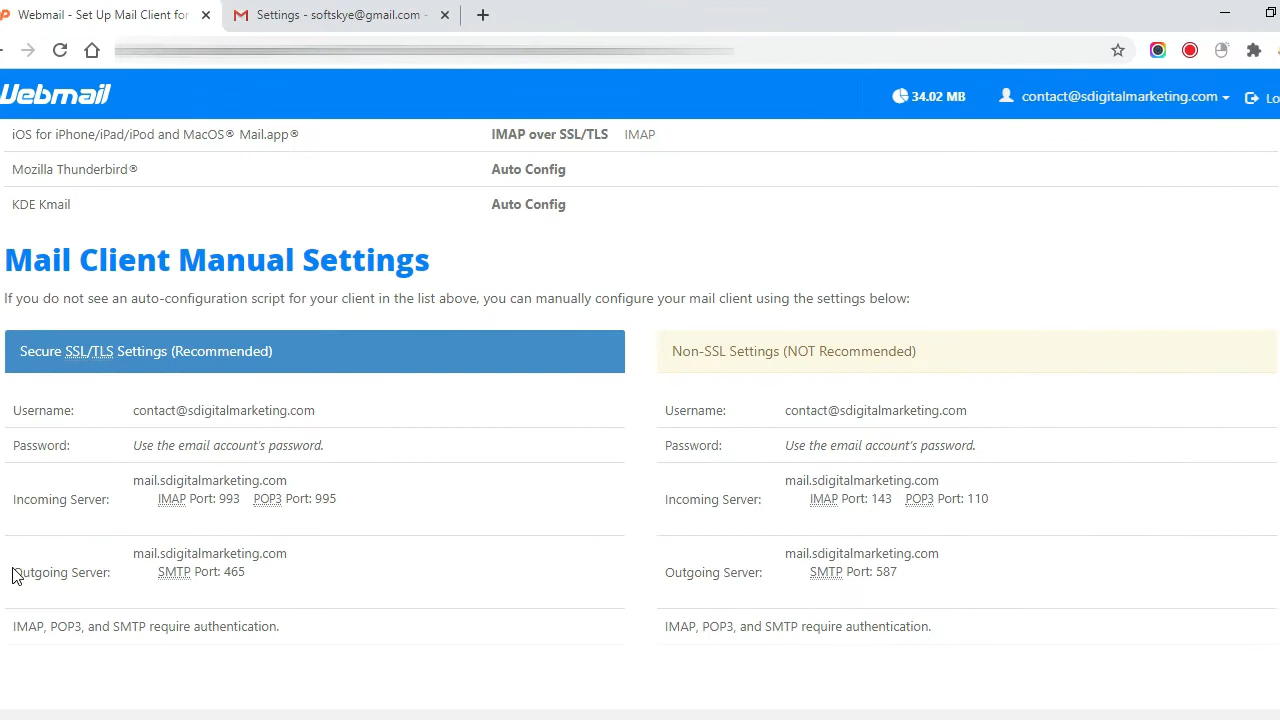 Webmail - Set Up Mail Client for
Settings - softskye@gmail.com -
Webmail
34.02 MB
contact@sdigitalmarketing.com
Lo
iOS for iPhone/iPad/iPod and MacOS® Mail.app® IMAP over SSL/TLS IMAP
Mozilla Thunderbird® Auto Config
KDE Kmail Auto Config
Mail Client Manual Settings
If you do not see an auto-configuration script for your client in the list above, you can manually configure your mail client using the settings below:
Secure SSL/TLS Settings (Recommended)
Username: contact@sdigitalmarketing.com
Password: Use the email account's password.
Incoming Server: mail.sdigitalmarketing.com
IMAP Port: 993 POP3 Port: 995
Outgoing Server: mail.sdigitalmarketing.com
SMTP Port: 465
IMAP, POP3, and SMTP require authentication.
Non-SSL Settings (NOT Recommended)
Username: contact@sdigitalmarketing.com
Password: Use the email account's password.
Incoming Server: mail.sdigitalmarketing.com
IMAP Port: 143 POP3 Port: 110
Outgoing Server: mail.sdigitalmarketing.com
SMTP Port: 587
IMAP, POP3, and SMTP require authentication.